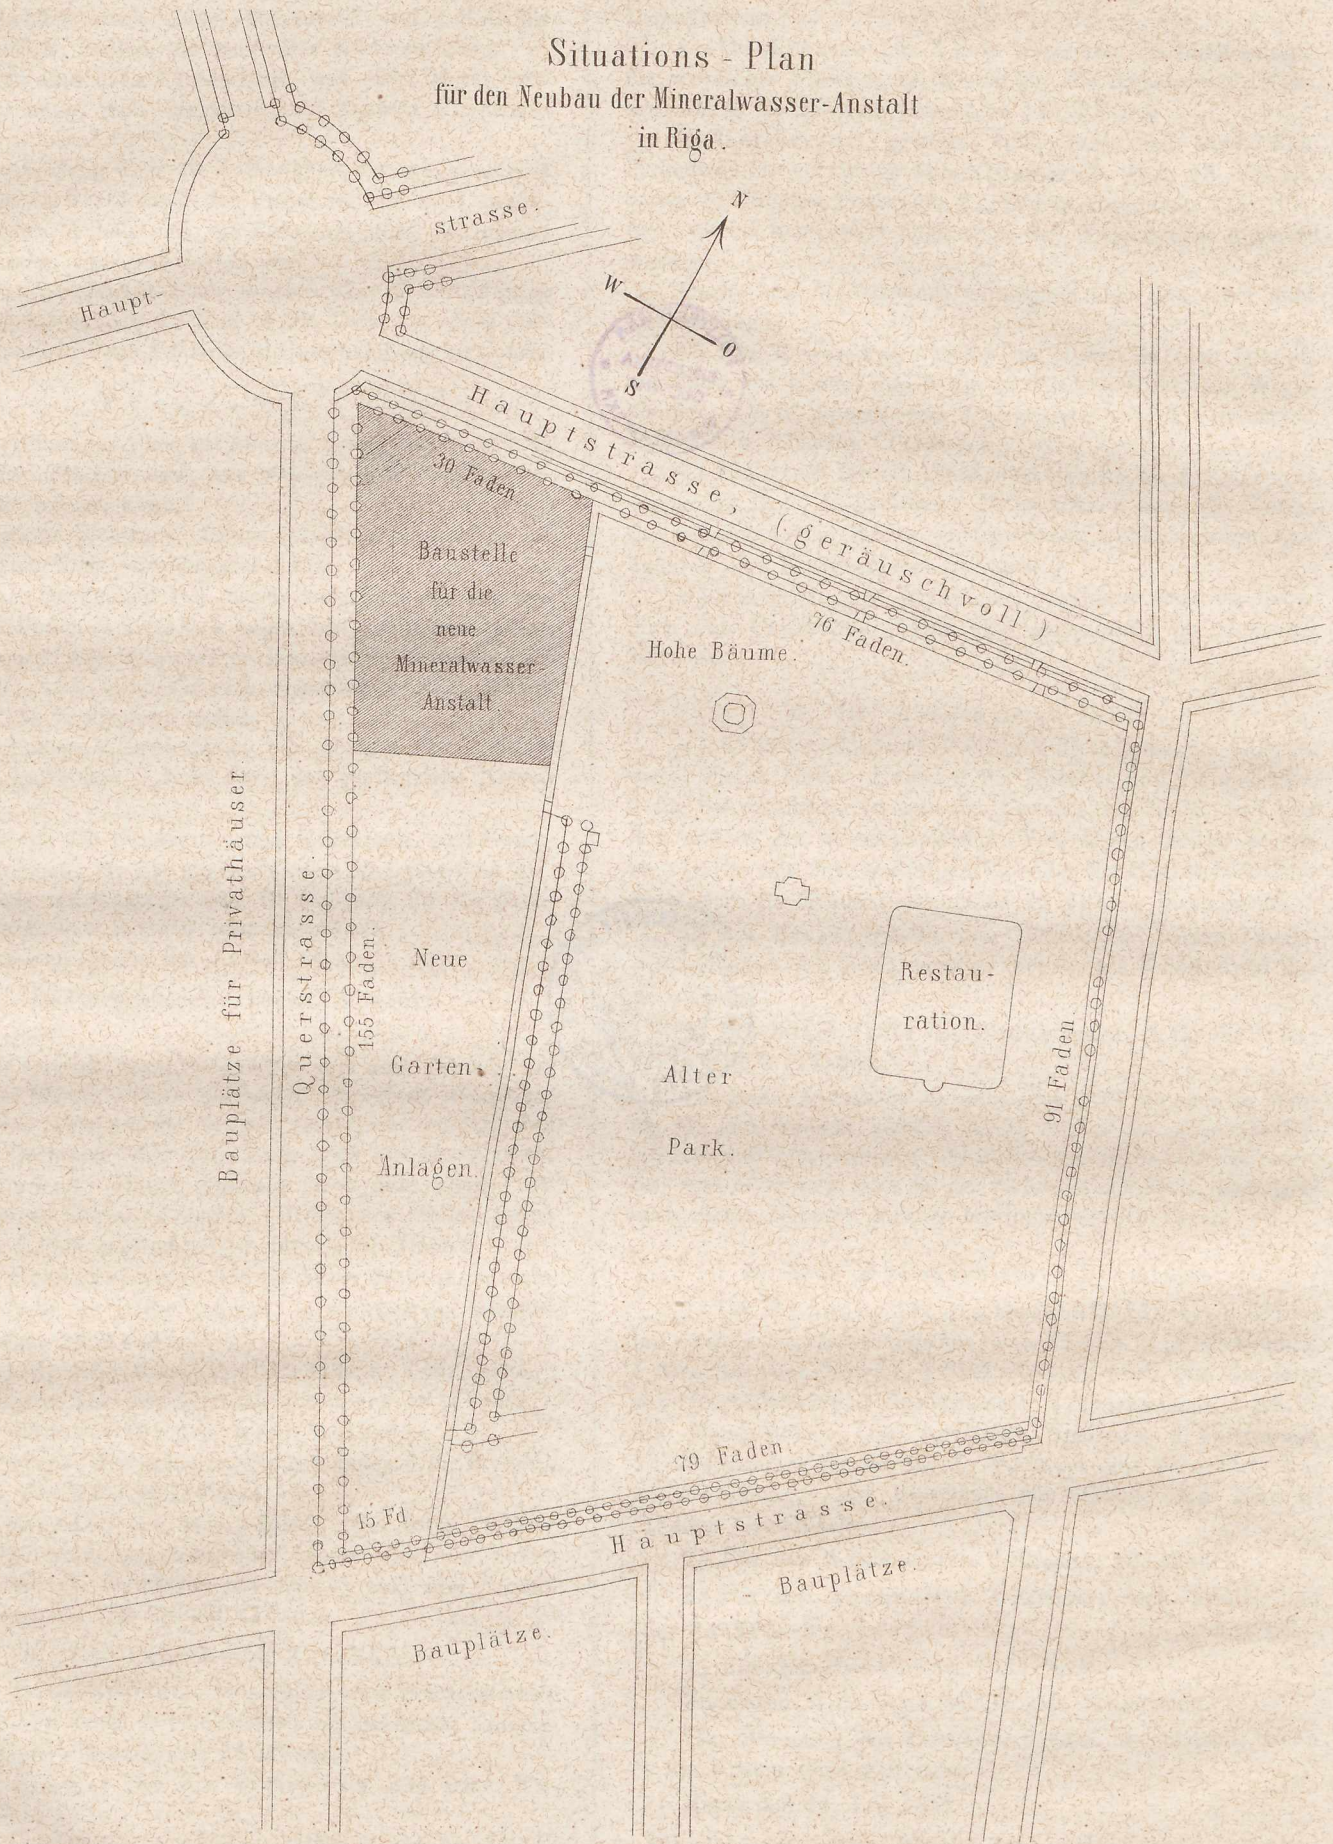 Situations - Plan
für den Neubau der Mineralwasser-Anstalt
in Riga.
strasse.
Haupt-
N
W
O
S
Hauptstrasse, (geräuschvoll.)
30 Faden
Baustelle
für die
neue
Mineralwasser-
Anstalt.
76 Faden.
Hohe Bäume.
Bauplätze für Privathäuser
Querstrasse.
155 Faden.
Neue
Garten
Anlagen.
Restau-
ration.
Alter
Park.
91 Faden
79 Faden
15 Fd
Hauptstrasse.
Bauplätze.
Bauplätze.